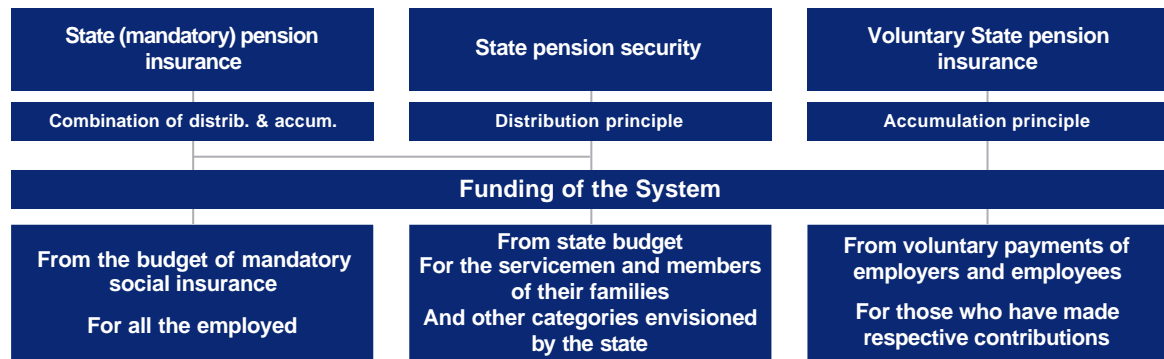 State (mandatory) pension
insurance
State pension security
Voluntary State pension
insurance
Combination of distrib. & accum.
Distribution principle
Accumulation principle
Funding of the System
From the budget of mandatory
social insurance
For all the employed
From state budget
For the servicemen and members
of their families
And other categories envisioned
by the state
From voluntary payments of
employers and employees
For those who have made
respective contributions